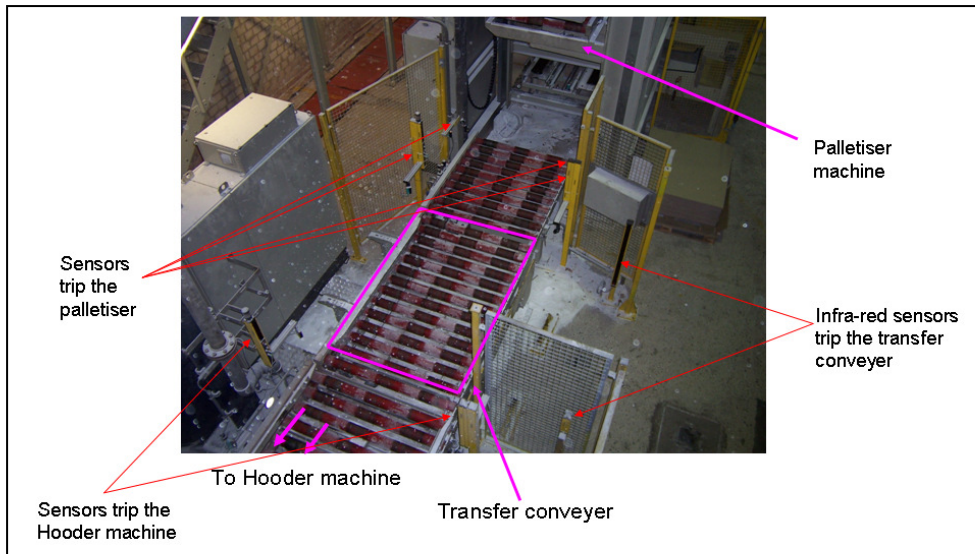 Palletiser
machine
Sensors
trip the
palletiser
Infra-red sensors
trip the transfer
conveyer
To Hooder machine
Sensors trip the
Hooder machine
Transfer conveyer